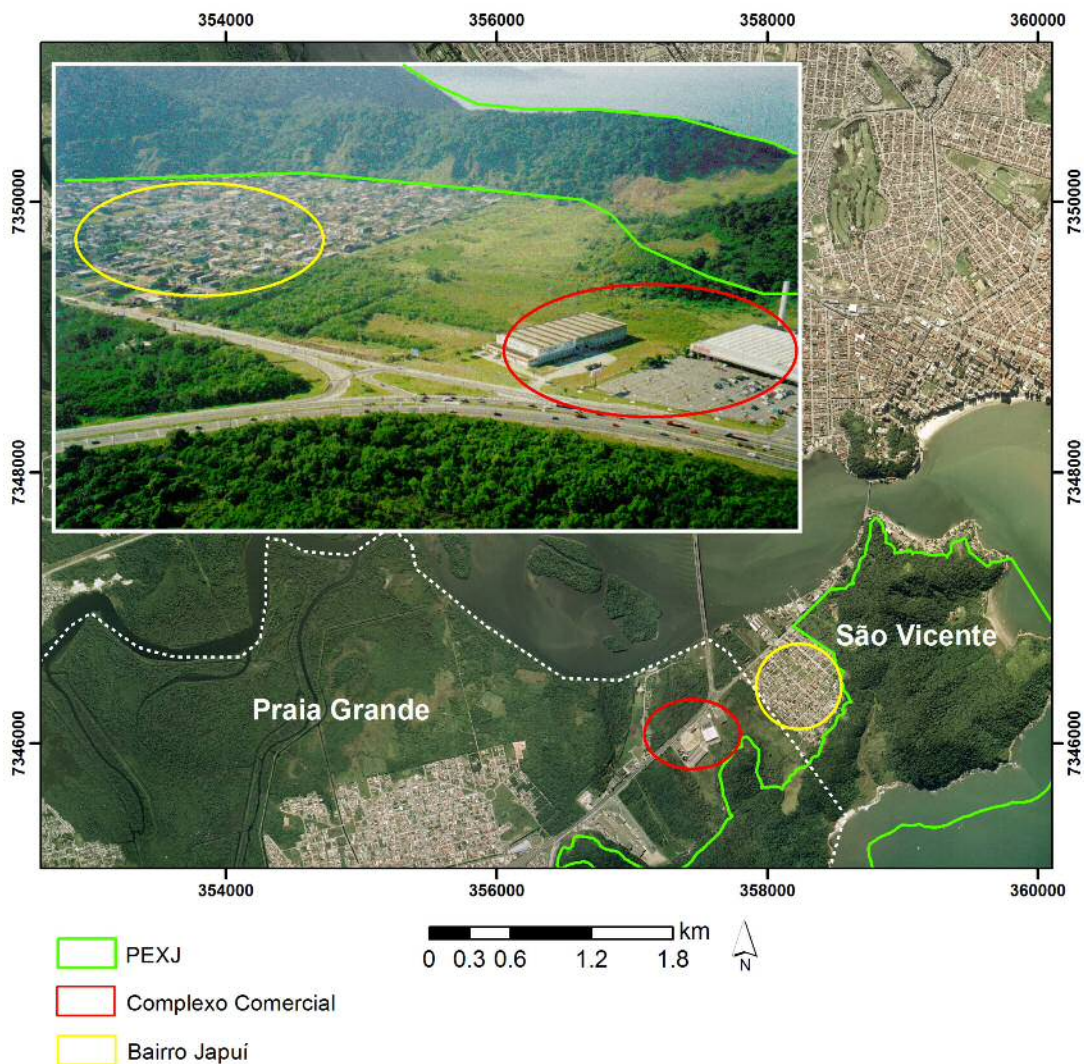 354000 356000 358000 360000
7350000
7350000
7348000
7348000
São Vicente
Praia Grande
7346000
7346000
354000 356000 358000 360000
km
0 0.3 0.6 1.2 1.8
N
PEXJ
Complexo Comercial
Bairro Japuí